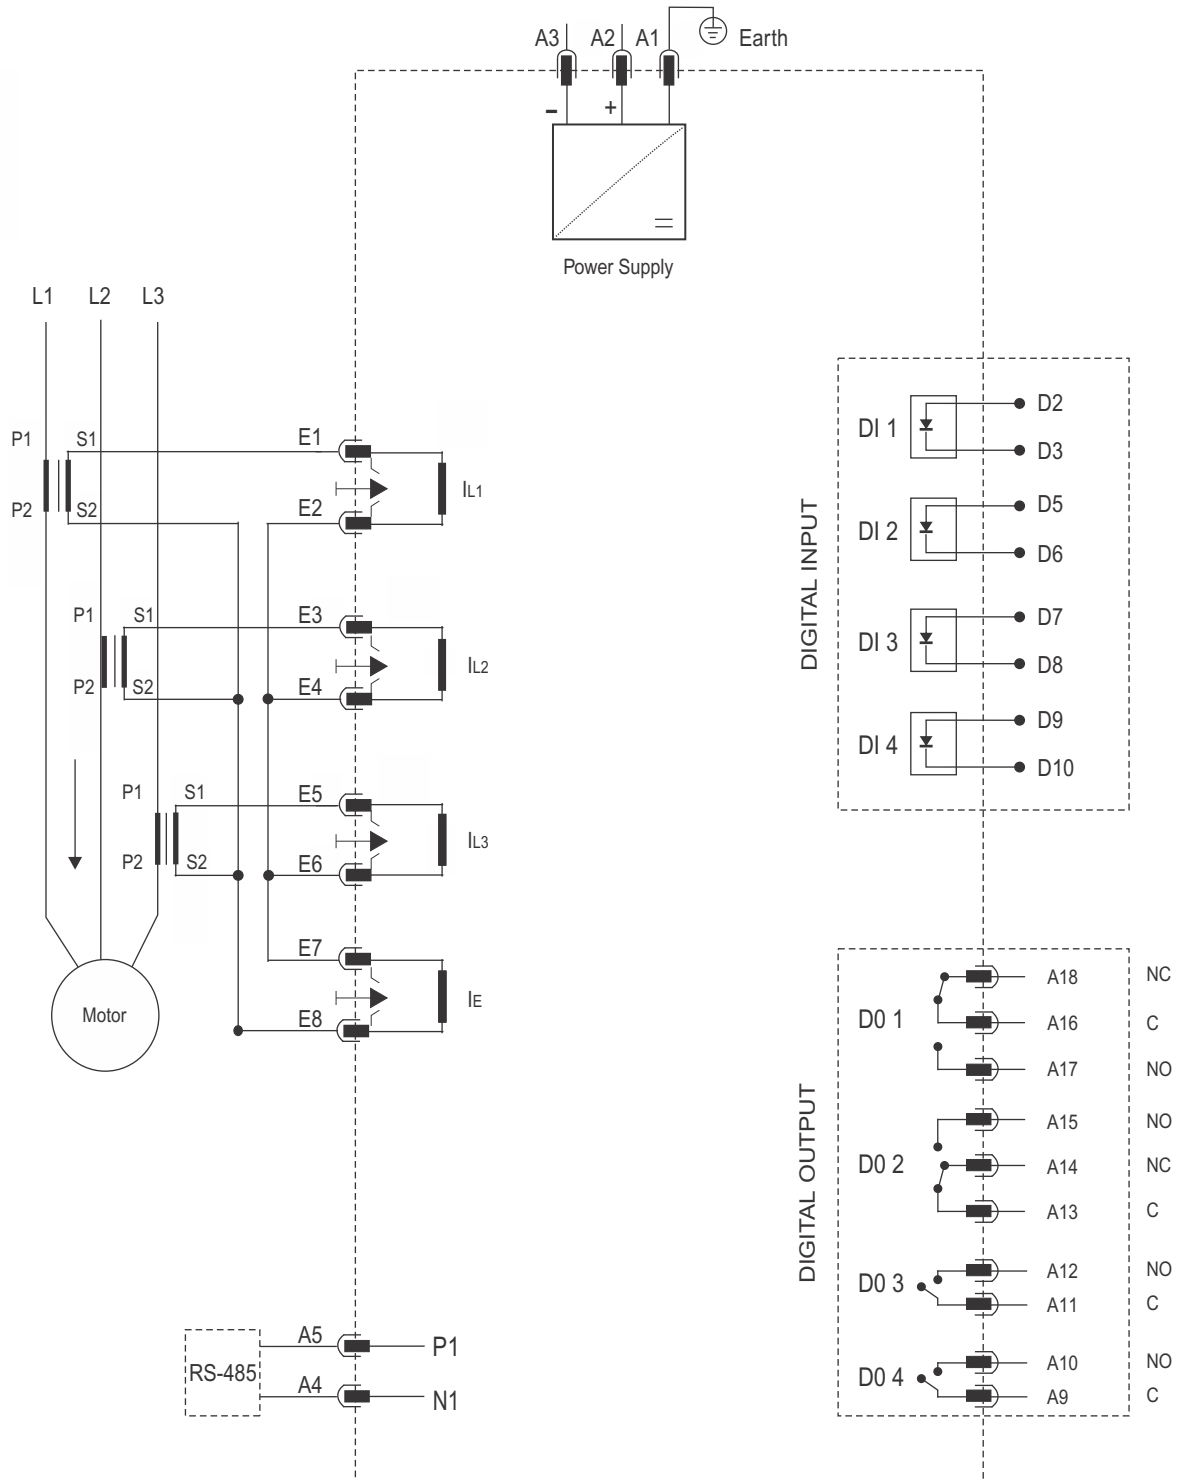 A3 A2 A1 Earth
- +
Power Supply
L1 L2 L3
P1 S1 E1
P2 S2 E2
IL1
P1 S1 E3
P2 S2 E4
IL2
P1 S1 E5
P2 S2 E6
IL3
E7
E8
IE
Motor
RS-485
A5 P1
A4 N1
DIGITAL INPUT
DI 1 D2
D3
DI 2 D5
D6
DI 3 D7
D8
DI 4 D9
D10
DIGITAL OUTPUT
D0 1 A18 NC
A16 C
A17 NO
D0 2 A15 NO
A14 NC
A13 C
D0 3 A12 NO
A11 C
D0 4 A10 NO
A9 C